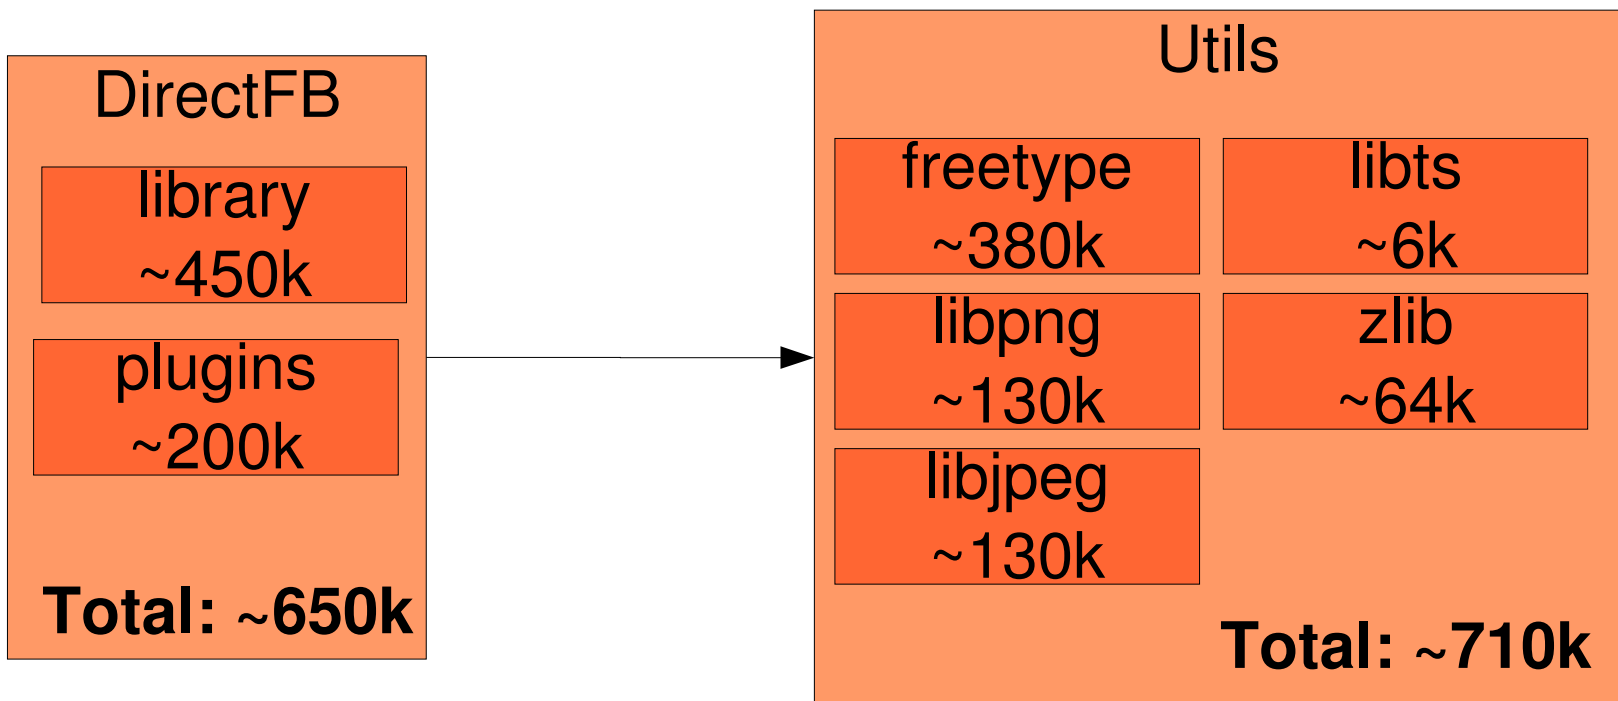 DirectFB
library
~450k
plugins
~200k
Total: ~650k
Utils
freetype
~380k
libts
~6k
libpng
~130k
zlib
~64k
libjpeg
~130k
Total: ~710k